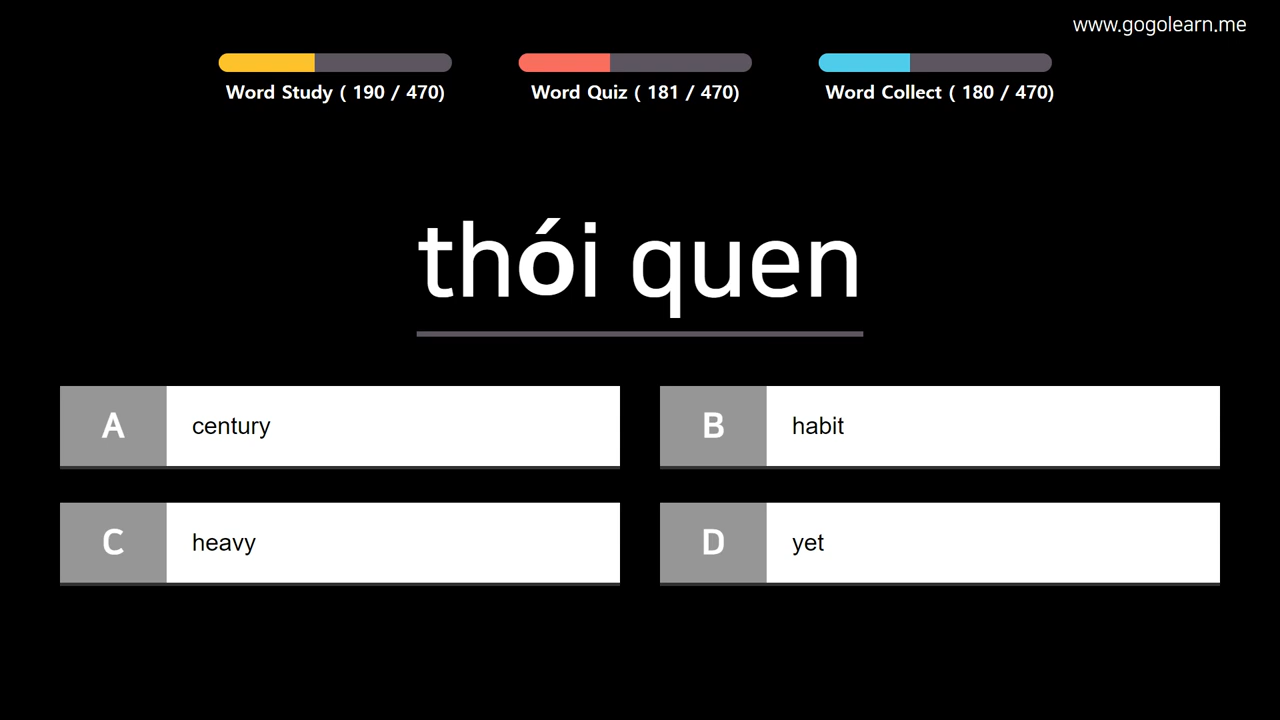 www.gogolearn.me
Word Study ( 190 / 470)
Word Quiz ( 181 / 470)
Word Collect ( 180 / 470)
thói quen
A century
B habit
C heavy
D yet